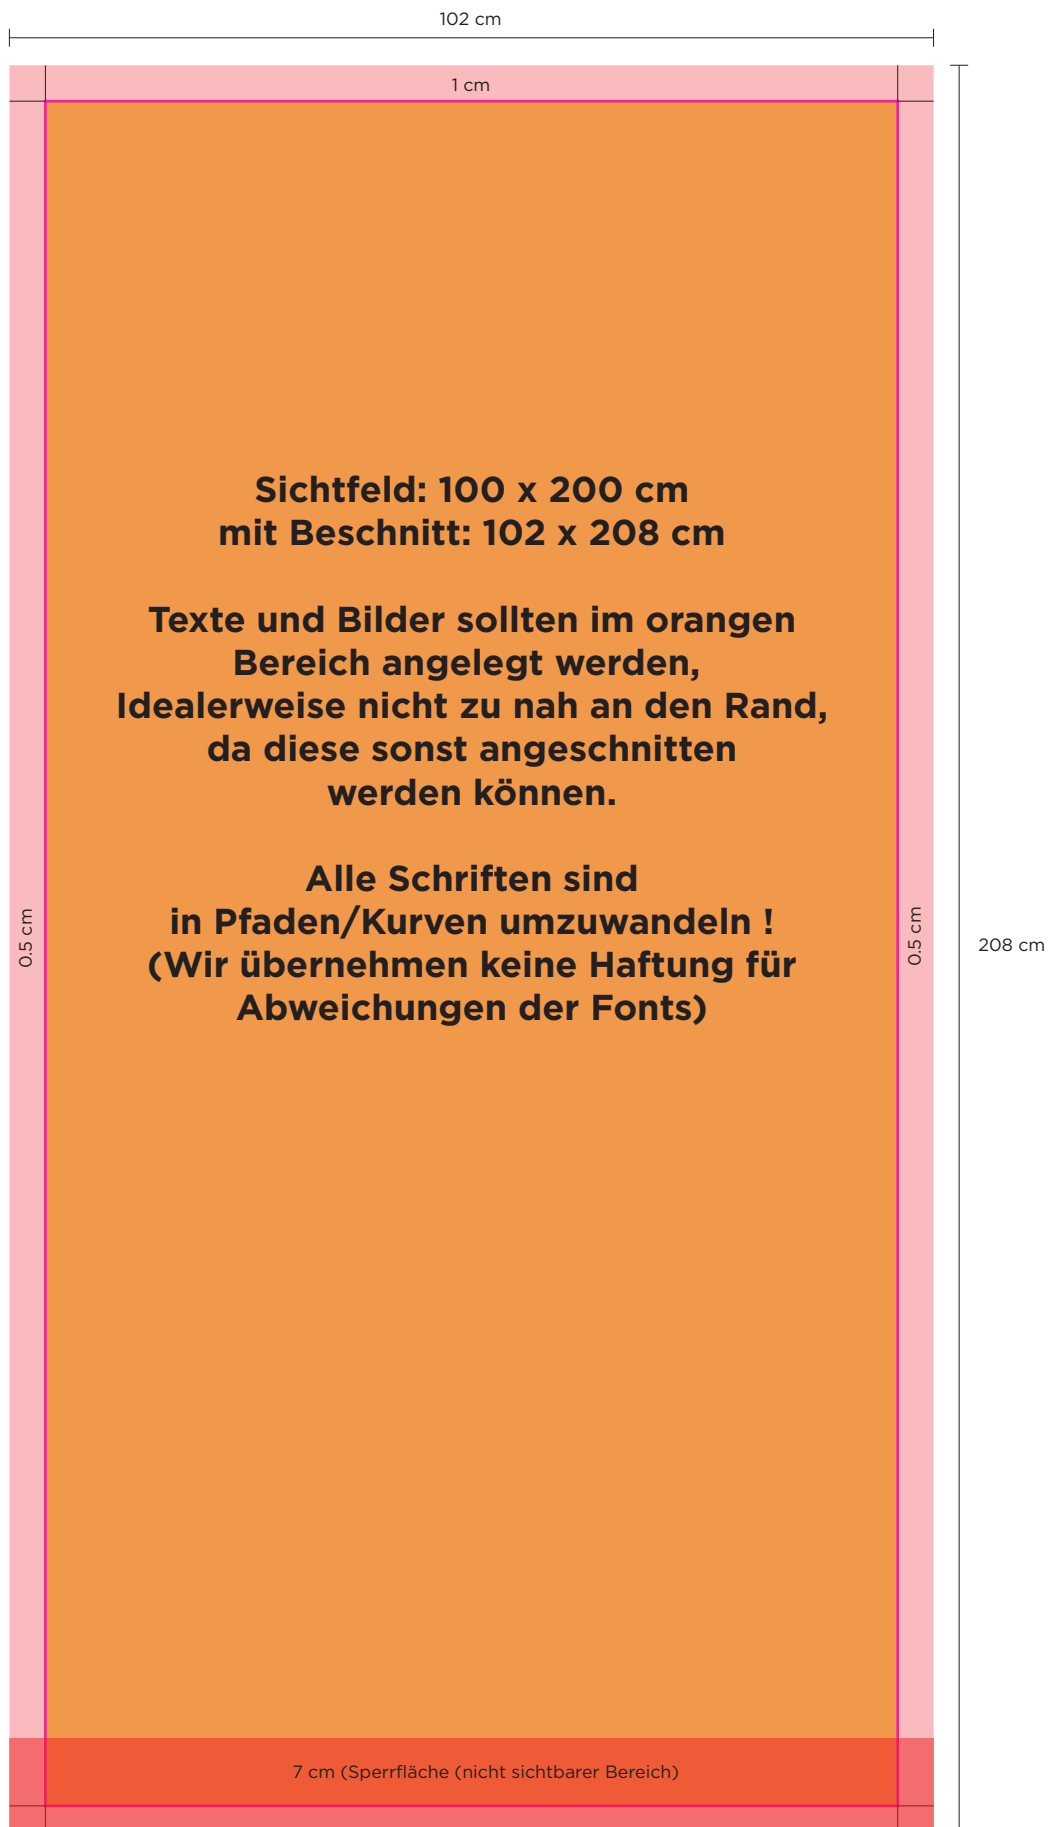 102 cm
1 cm
Sichtfeld: 100 x 200 cm
mit Beschnitt: 102 x 208 cm
Texte und Bilder sollten im orangen
Bereich angelegt werden,
Idealerweise nicht zu nah an den Rand,
da diese sonst angeschnitten
werden können.
Alle Schriften sind
in Pfaden/Kurven umzuwandeln !
(Wir übernehmen keine Haftung für
Abweichungen der Fonts)
0.5 cm
0.5 cm
208 cm
7 cm (Sperrfläche (nicht sichtbarer Bereich)